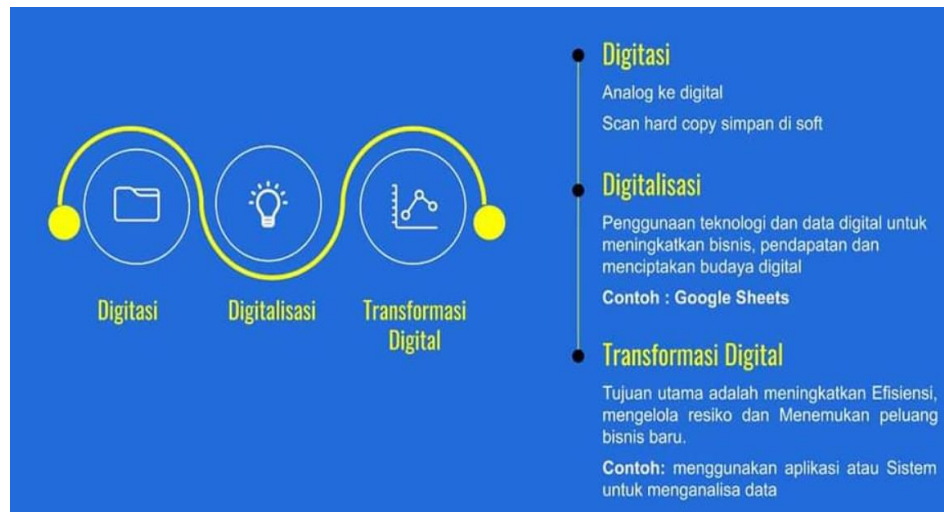 Digitasi
Digitalisasi
Transformasi
Digital
Digitasi
Analog ke digital
Scan hard copy simpan di soft
Digitalisasi
Penggunaan teknologi dan data digital untuk
meningkatkan bisnis, pendapatan dan
menciptakan budaya digital
Contoh : Google Sheets
Transformasi Digital
Tujuan utama adalah meningkatkan Efisiensi,
mengelola resiko dan Menemukan peluang
bisnis baru.
Contoh: menggunakan aplikasi atau Sistem
untuk menganalisa data